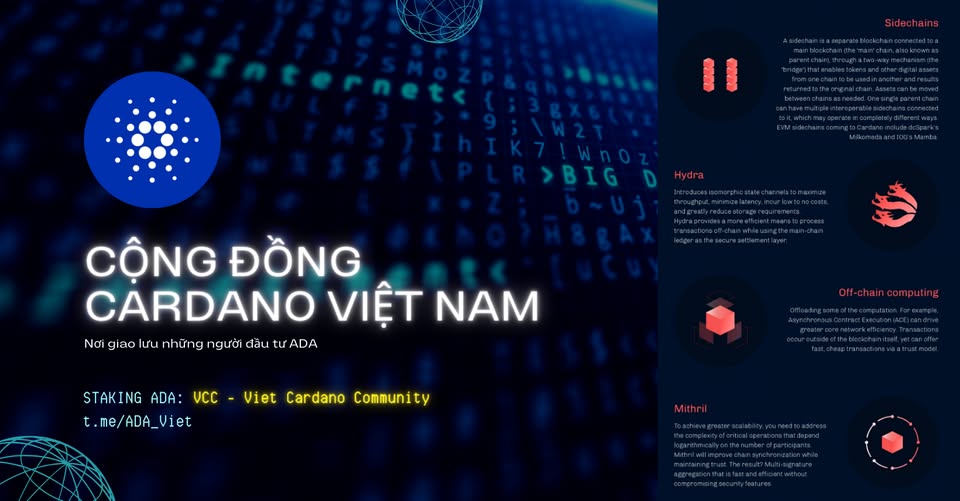 >Internet<
>BIG D
CỘNG ĐỒNG
CARDANO VIỆT NAM
Nơi giao lưu những người đầu tư ADA
STAKING ADA: VCC - Viet Cardano Community
t.me/ADA_Viet
Sidechains
A sidechain is a separate blockchain connected to a
main blockchain (the 'main' chain, also known as
parent chain), through a two-way mechanism (the
'bridge') that enables tokens and other digital assets
from one chain to be used in another and results
returned to the original chain. Assets can be moved
between chains as needed. One single parent chain
can have multiple interoperable sidechains connected
to it, which may operate in completely different ways.
EVM sidechains coming to Cardano include dcSpark's
Milkomeda and IOG's Mamba.
Hydra
Introduces isomorphic state channels to maximize
throughput, minimize latency, incur low to no costs,
and greatly reduce storage requirements.
Hydra provides a more efficient means to process
transactions off-chain while using the main-chain
ledger as the secure settlement layer.
Off-chain computing
Offloading some of the computation. For example,
Asynchronous Contract Execution (ACE) can drive
greater core network efficiency. Transactions
occur outside of the blockchain itself, yet can offer
fast, cheap transactions via a trust model.
Mithril
To achieve greater scalability, you need to address
the complexity of critical operations that depend
logarithmically on the number of participants.
Mithril will improve chain synchronization while
maintaining trust. The result? Multi-signature
aggregation that is fast and efficient without
compromising security features.